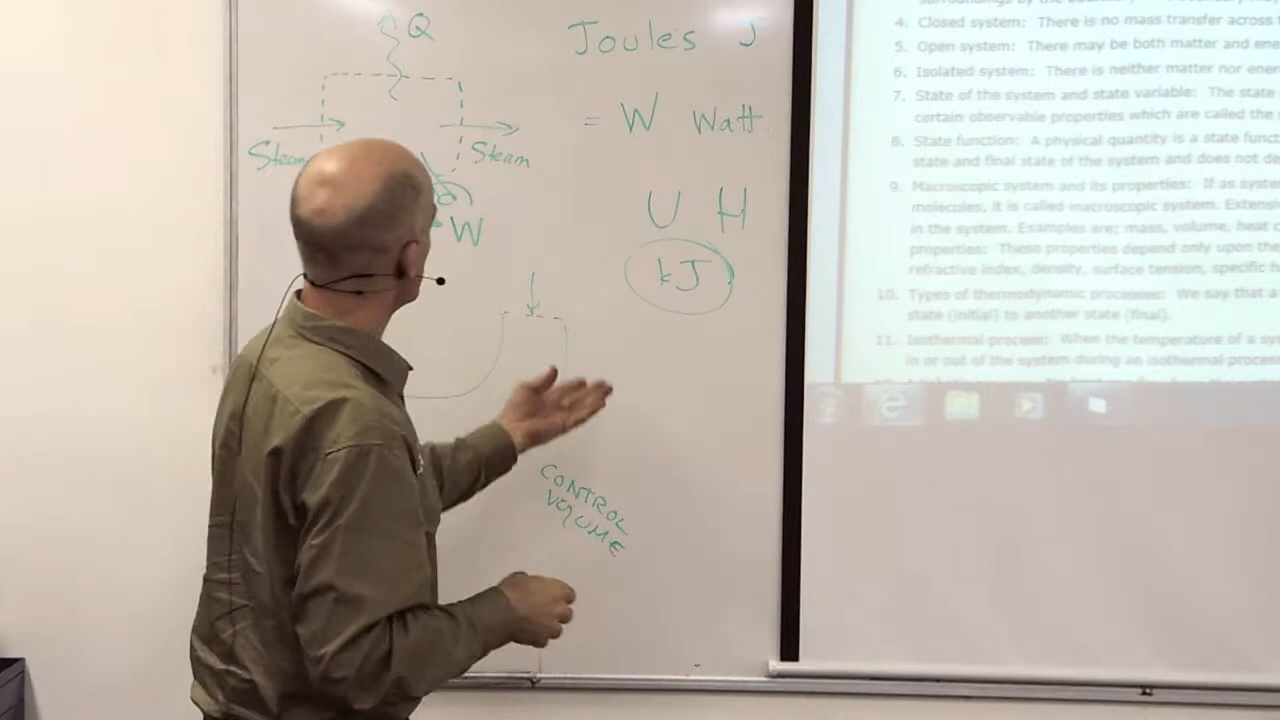 Q
Joules J
Steam
Steam
= W Watt
W
U H
kJ
CONTROL
VOLUME
4. Closed system: There is no mass transfer across
5. Open system: There may be both matter and ene
6. Isolated system: There is neither matter nor ener
7. State of the system and state variable: The state
certain observable properties which are called the
8. State function: A physical quantity is a state funct
state and final state of the system and does not de
9. Macroscopic system and its properties: If as syste
molecules, it is called macroscopic system. Extensi
in the system. Examples are; mass, volume, heat c
properties: These properties depend only upon the
refractive index, density, surface tension, specific h
10. Types of thermodynamic processes: We say that a
state (initial) to another state (final).
11. Isothermal process: When the temperature of a sy
in or out of the system during an isothermal proces